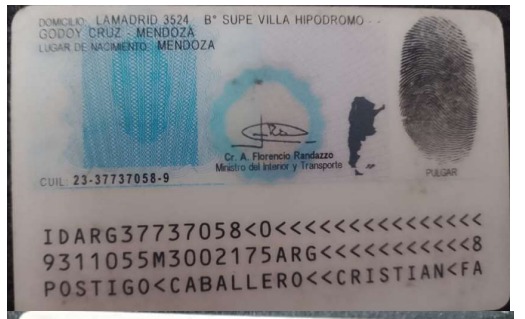 DOMICILIO: LAMADRID 3524 B° SUPE VILLA HIPODROMO - -
GODOY CRUZ - MENDOZA
LUGAR DE NACIMIENTO: MENDOZA
Cr. A. Florencio Randazzo
Ministro del Interior y Transporte
PULGAR
CUIL: 23-37737058-9
IDARG37737058<0<<<<<<<<<<<<<<<
9311055M3002175ARG<<<<<<<<<<<8
POSTIGO<CABALLERO<<CRISTIAN<FA